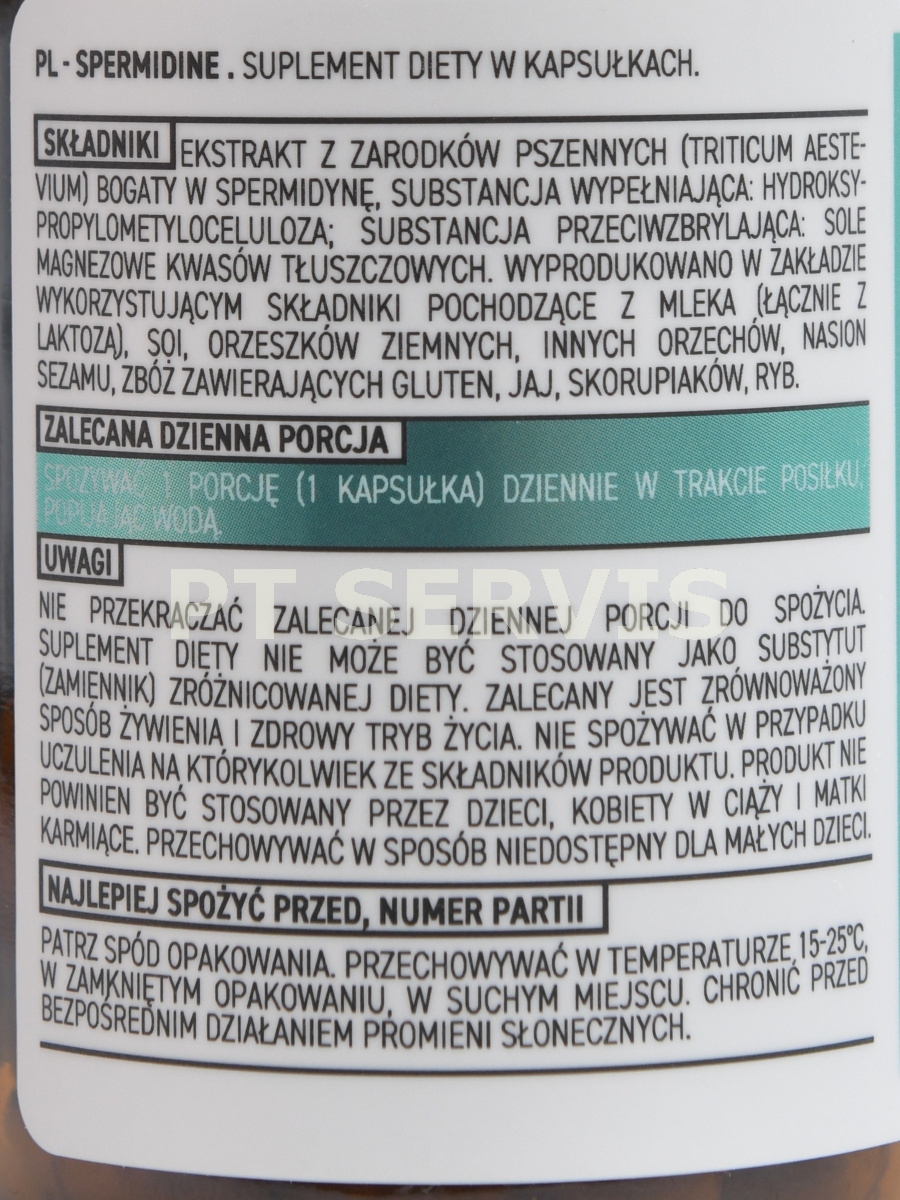 PL - SPERMIDINE . SUPLEMENT DIETY W KAPSUŁKACH.
SKŁADNIKI EKSTRAKT Z ZARODKÓW PSZENNYCH (TRITICUM AESTE-
VIUM) BOGATY W SPERMIDYNĘ, SUBSTANCJA WYPEŁNIAJĄCA: HYDROKSY-
PROPYLOMETYLOCELULOZA; SUBSTANCJA PRZECIWZBRYLAJĄCA: SOLE
MAGNEZOWE KWASÓW TŁUSZCZOWYCH. WYPRODUKOWANO W ZAKŁADZIE
WYKORZYSTUJĄCYM SKŁADNIKI POCHODZĄCE Z MLEKA (ŁĄCZNIE Z
LAKTOZĄ), SOI, ORZESZKÓW ZIEMNYCH, INNYCH ORZECHÓW, NASION
SEZAMU, ZBÓŻ ZAWIERAJĄCYCH GLUTEN, JAJ, SKORUPIAKÓW, RYB.
ZALECANA DZIENNA PORCJA
SPOŻYWAĆ 1 PORCJĘ (1 KAPSUŁKA) DZIENNIE W TRAKCIE POSIŁKU,
POPIJAJĄC WODĄ.
UWAGI
PT SERVIS
NIE PRZEKRACZAĆ ZALECANEJ DZIENNEJ PORCJI DO SPOŻYCIA.
SUPLEMENT DIETY NIE MOŻE BYĆ STOSOWANY JAKO SUBSTYTUT
(ZAMIENNIK) ZRÓŻNICOWANEJ DIETY. ZALECANY JEST ZRÓWNOWAŻONY
SPOSÓB ŻYWIENIA I ZDROWY TRYB ŻYCIA. NIE SPOŻYWAĆ W PRZYPADKU
UCZULENIA NA KTÓRYKOLWIEK ZE SKŁADNIKÓW PRODUKTU. PRODUKT NIE
POWINIEN BYĆ STOSOWANY PRZEZ DZIECI, KOBIETY W CIĄŻY I MATKI
KARMIĄCE. PRZECHOWYWAĆ W SPOSÓB NIEDOSTĘPNY DLA MAŁYCH DZIECI.
NAJLEPIEJ SPOŻYĆ PRZED, NUMER PARTII
PATRZ SPÓD OPAKOWANIA. PRZECHOWYWAĆ W TEMPERATURZE 15-25°C,
W ZAMKNIĘTYM OPAKOWANIU, W SUCHYM MIEJSCU. CHRONIĆ PRZED
BEZPOŚREDNIM DZIAŁANIEM PROMIENI SŁONECZNYCH.